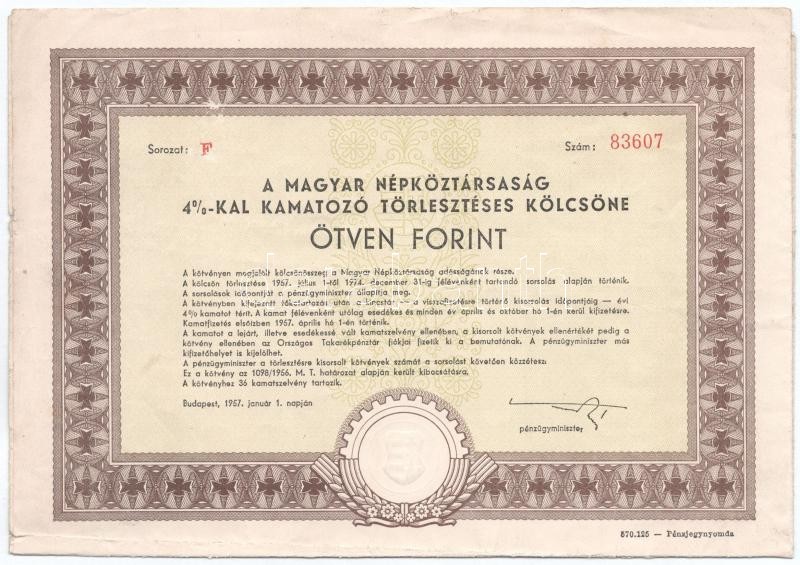 Sorozat: F
Szám: 83607
A MAGYAR NÉPKÖZTÁRSASÁG
4%-KAL KAMATOZÓ TÖRLESZTÉSES KÖLCSÖNE
ÖTVEN FORINT
A kötvényen megjelölt kölcsönösszeg a Magyar Népköztársaság adósságának része.
A kölcsön törlesztése 1957. július 1-től 1974. december 31-ig félévenként tartandó sorsolás alapján történik.
A sorsolások időpontját a pénzügyminiszter állapítja meg.
A kötvényben kifejezett tőketartozás után a kincstár — a visszafizetésre történő kisorsolás időpontjáig — évi
4% kamatot térít. A kamat félévenként utólag esedékes és minden év április és október hó 1-én kerül kifizetésre.
Kamatfizetés elsőízben 1957. április hó 1-én történik.
A kamatot a lejárt, illetve esedékessé vált kamatszelvény ellenében, a kisorsolt kötvények ellenértékét pedig a
kötvény ellenében az Országos Takarékpénztár fiókjai fizetik ki a bemutatónak. A pénzügyminiszter más
kifizetőhelyet is kijelölhet.
A pénzügyminiszter a törlesztésre kisorsolt kötvények számát a sorsolást követően közzéteszi.
Ez a kötvény az 1098/1956. M. T. határozat alapján került kibocsátásra.
A kötvényhez 36 kamatszelvény tartozik.
Budapest, 1957. január 1. napján
pénzügyminiszter
570.125 — Pénzjegynyomda